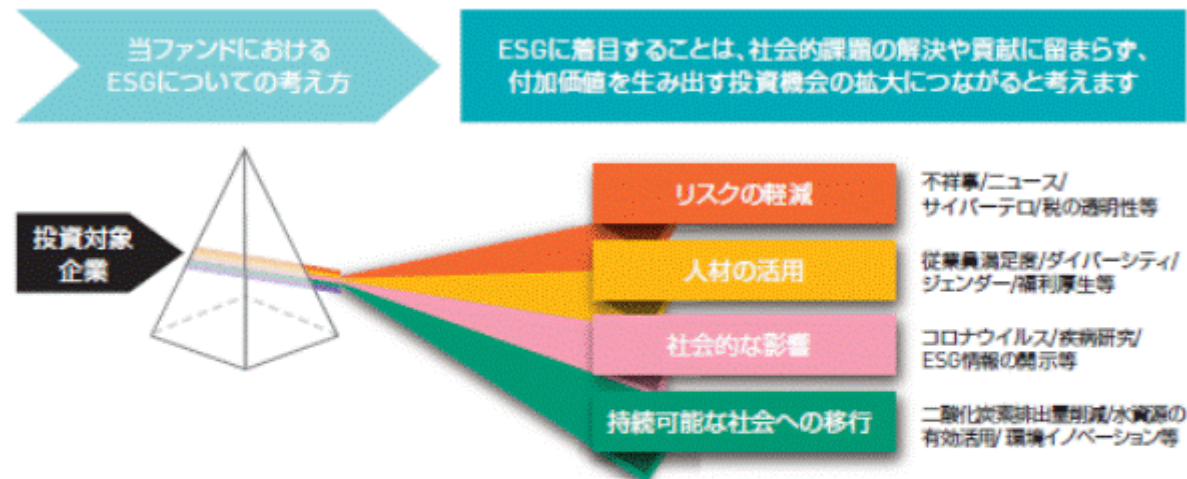 当ファンドにおける
ESGについての考え方
ESGに着目することは、社会的課題の解決や貢献に留まらず、
付加価値を生み出す投資機会の拡大につながると考えます
投資対象
企業
リスクの軽減
不祥事/ニュース/
サイバーテロ/税の透明性等
人材の活用
従業員満足度/ダイバーシティ/
ジェンダー/福利厚生等
社会的な影響
コロナウイルス/疾病研究/
ESG情報の開示等
持続可能な社会への移行
二酸化炭素排出量削減/水資源の
有効活用/環境イノベーション等